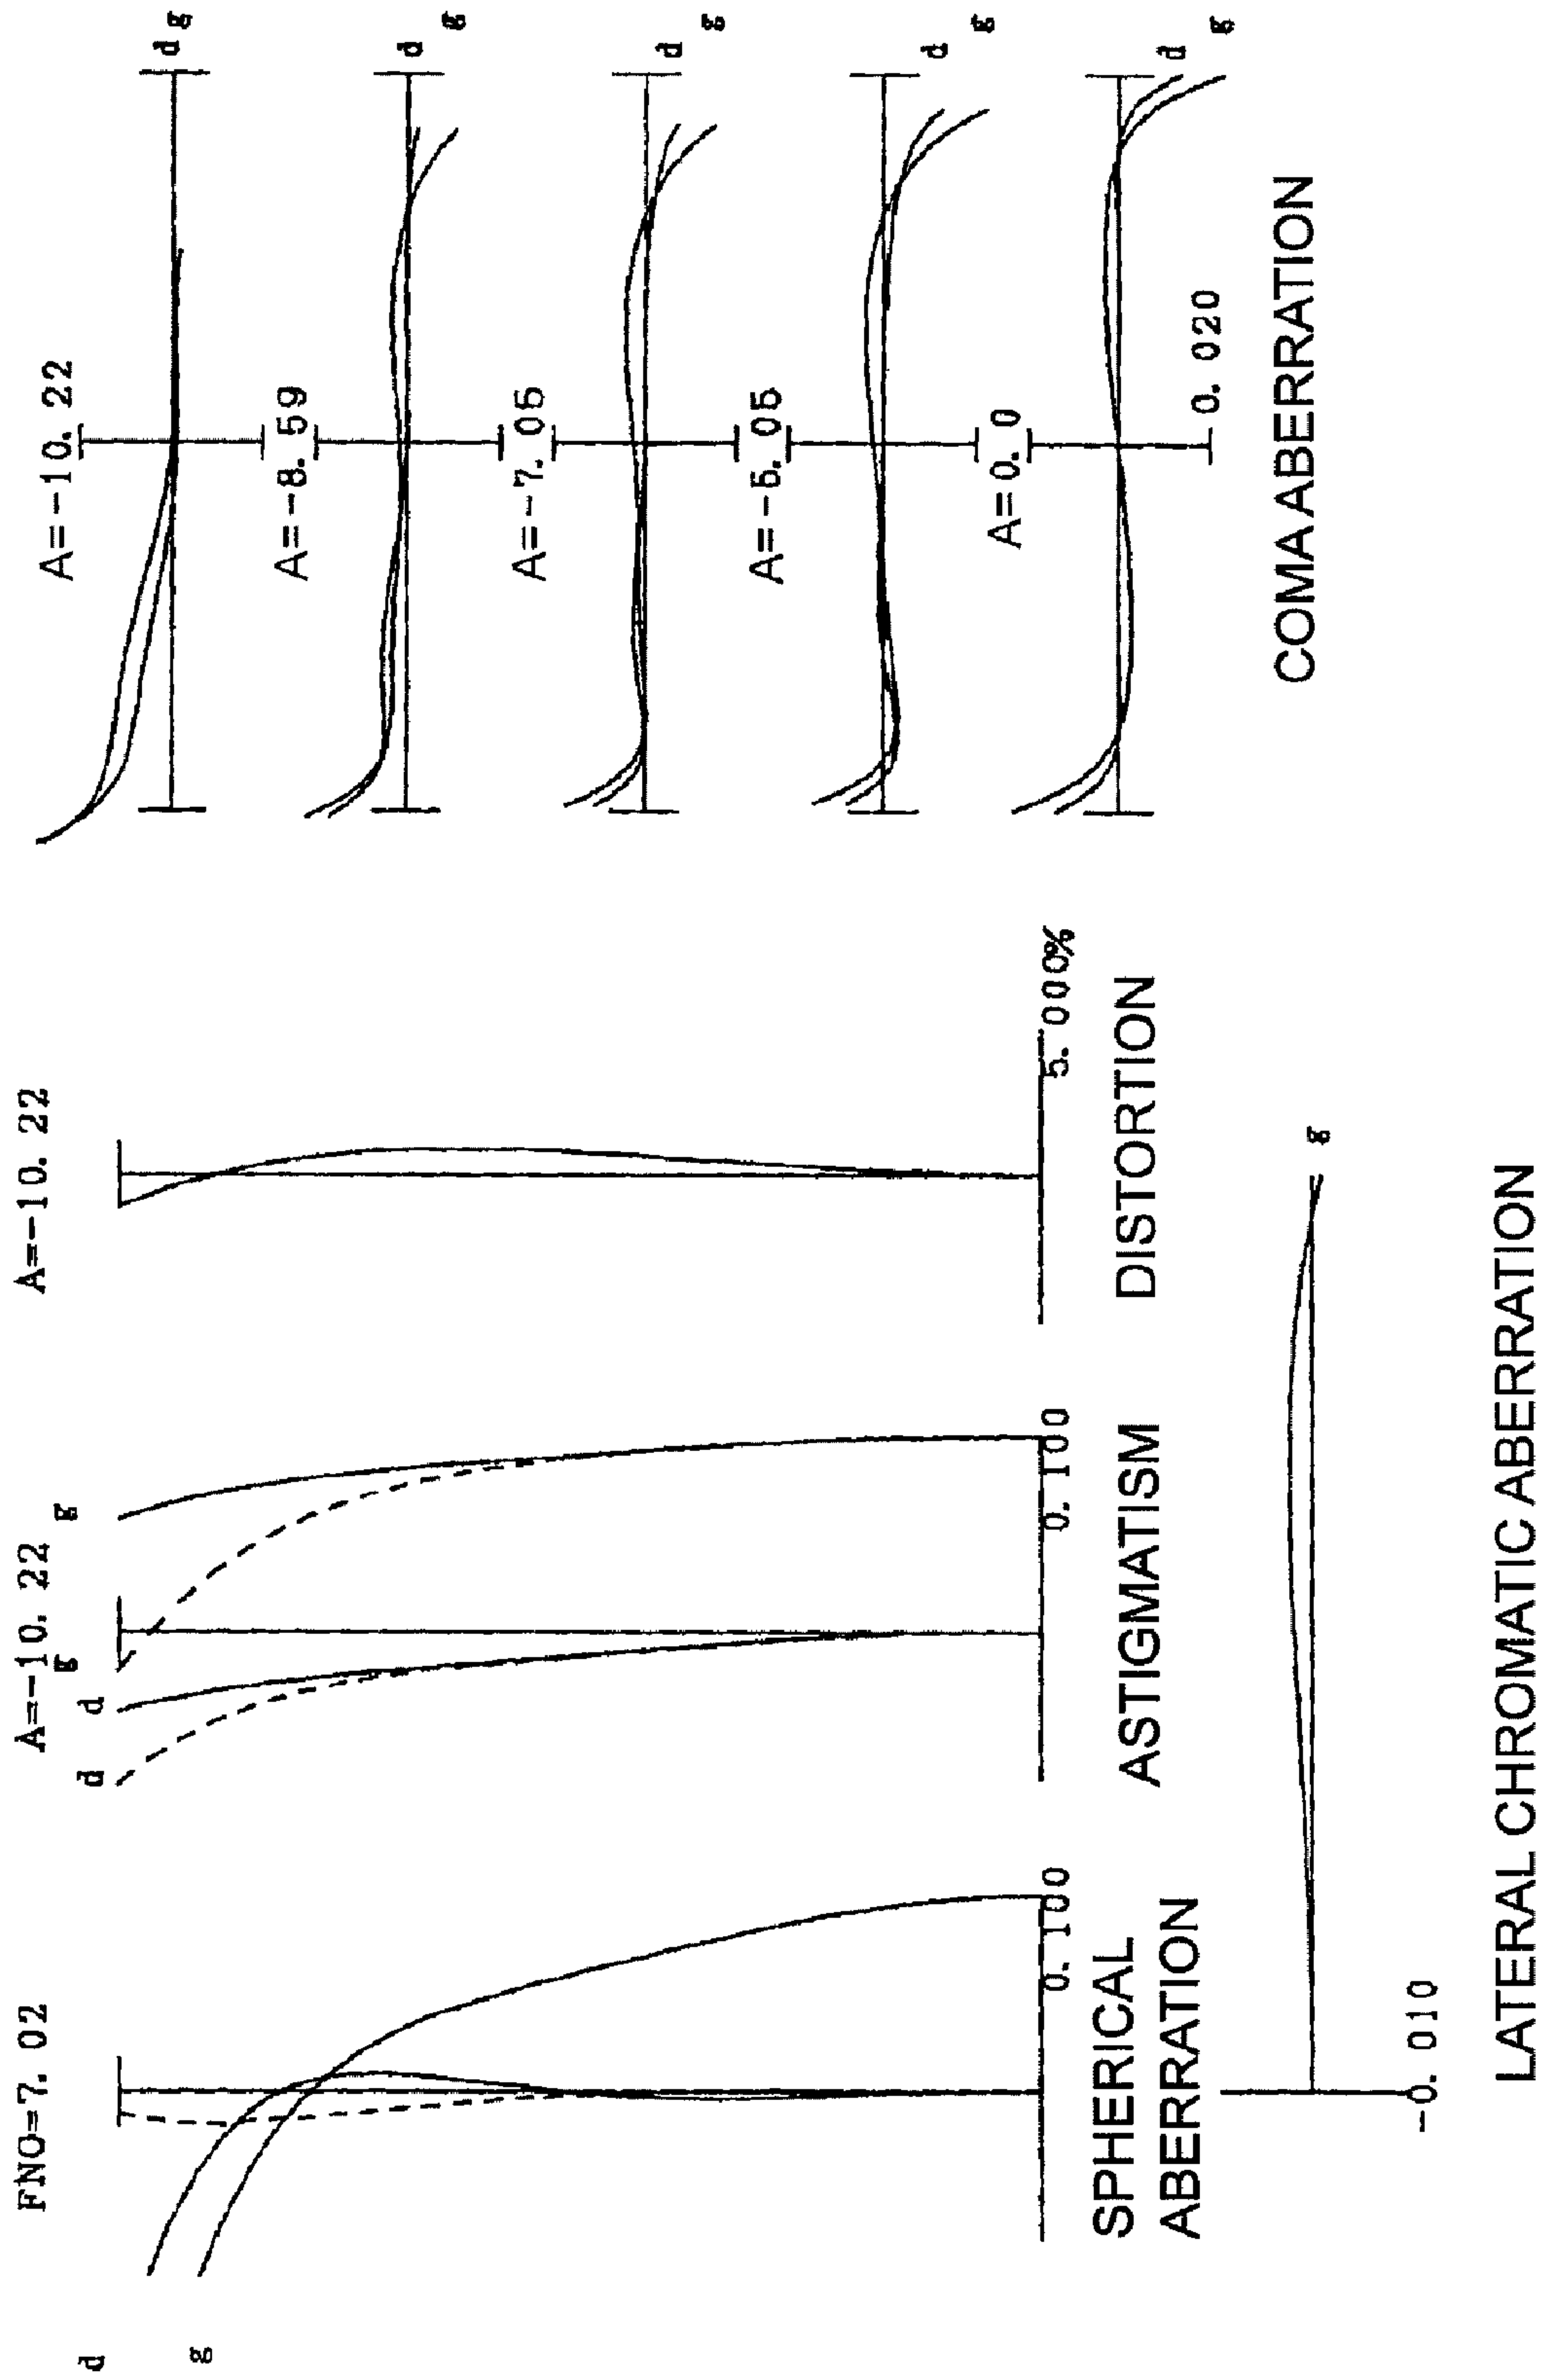 FNO=7. 02
d
g
0. 100
SPHERICAL
ABERRATION
A=-10. 22
d
d
g
g
0. 100
ASTIGMATISM
A=-10. 22
5. 00%
DISTORTION
A=-10. 22
d
g
A=-8. 59
d
g
A=-7. 05
d
g
A=-5. 05
d
g
A=0. 0
d
g
0. 020
COMA ABERRATION
g
-0. 010
LATERAL CHROMATIC ABERRATION